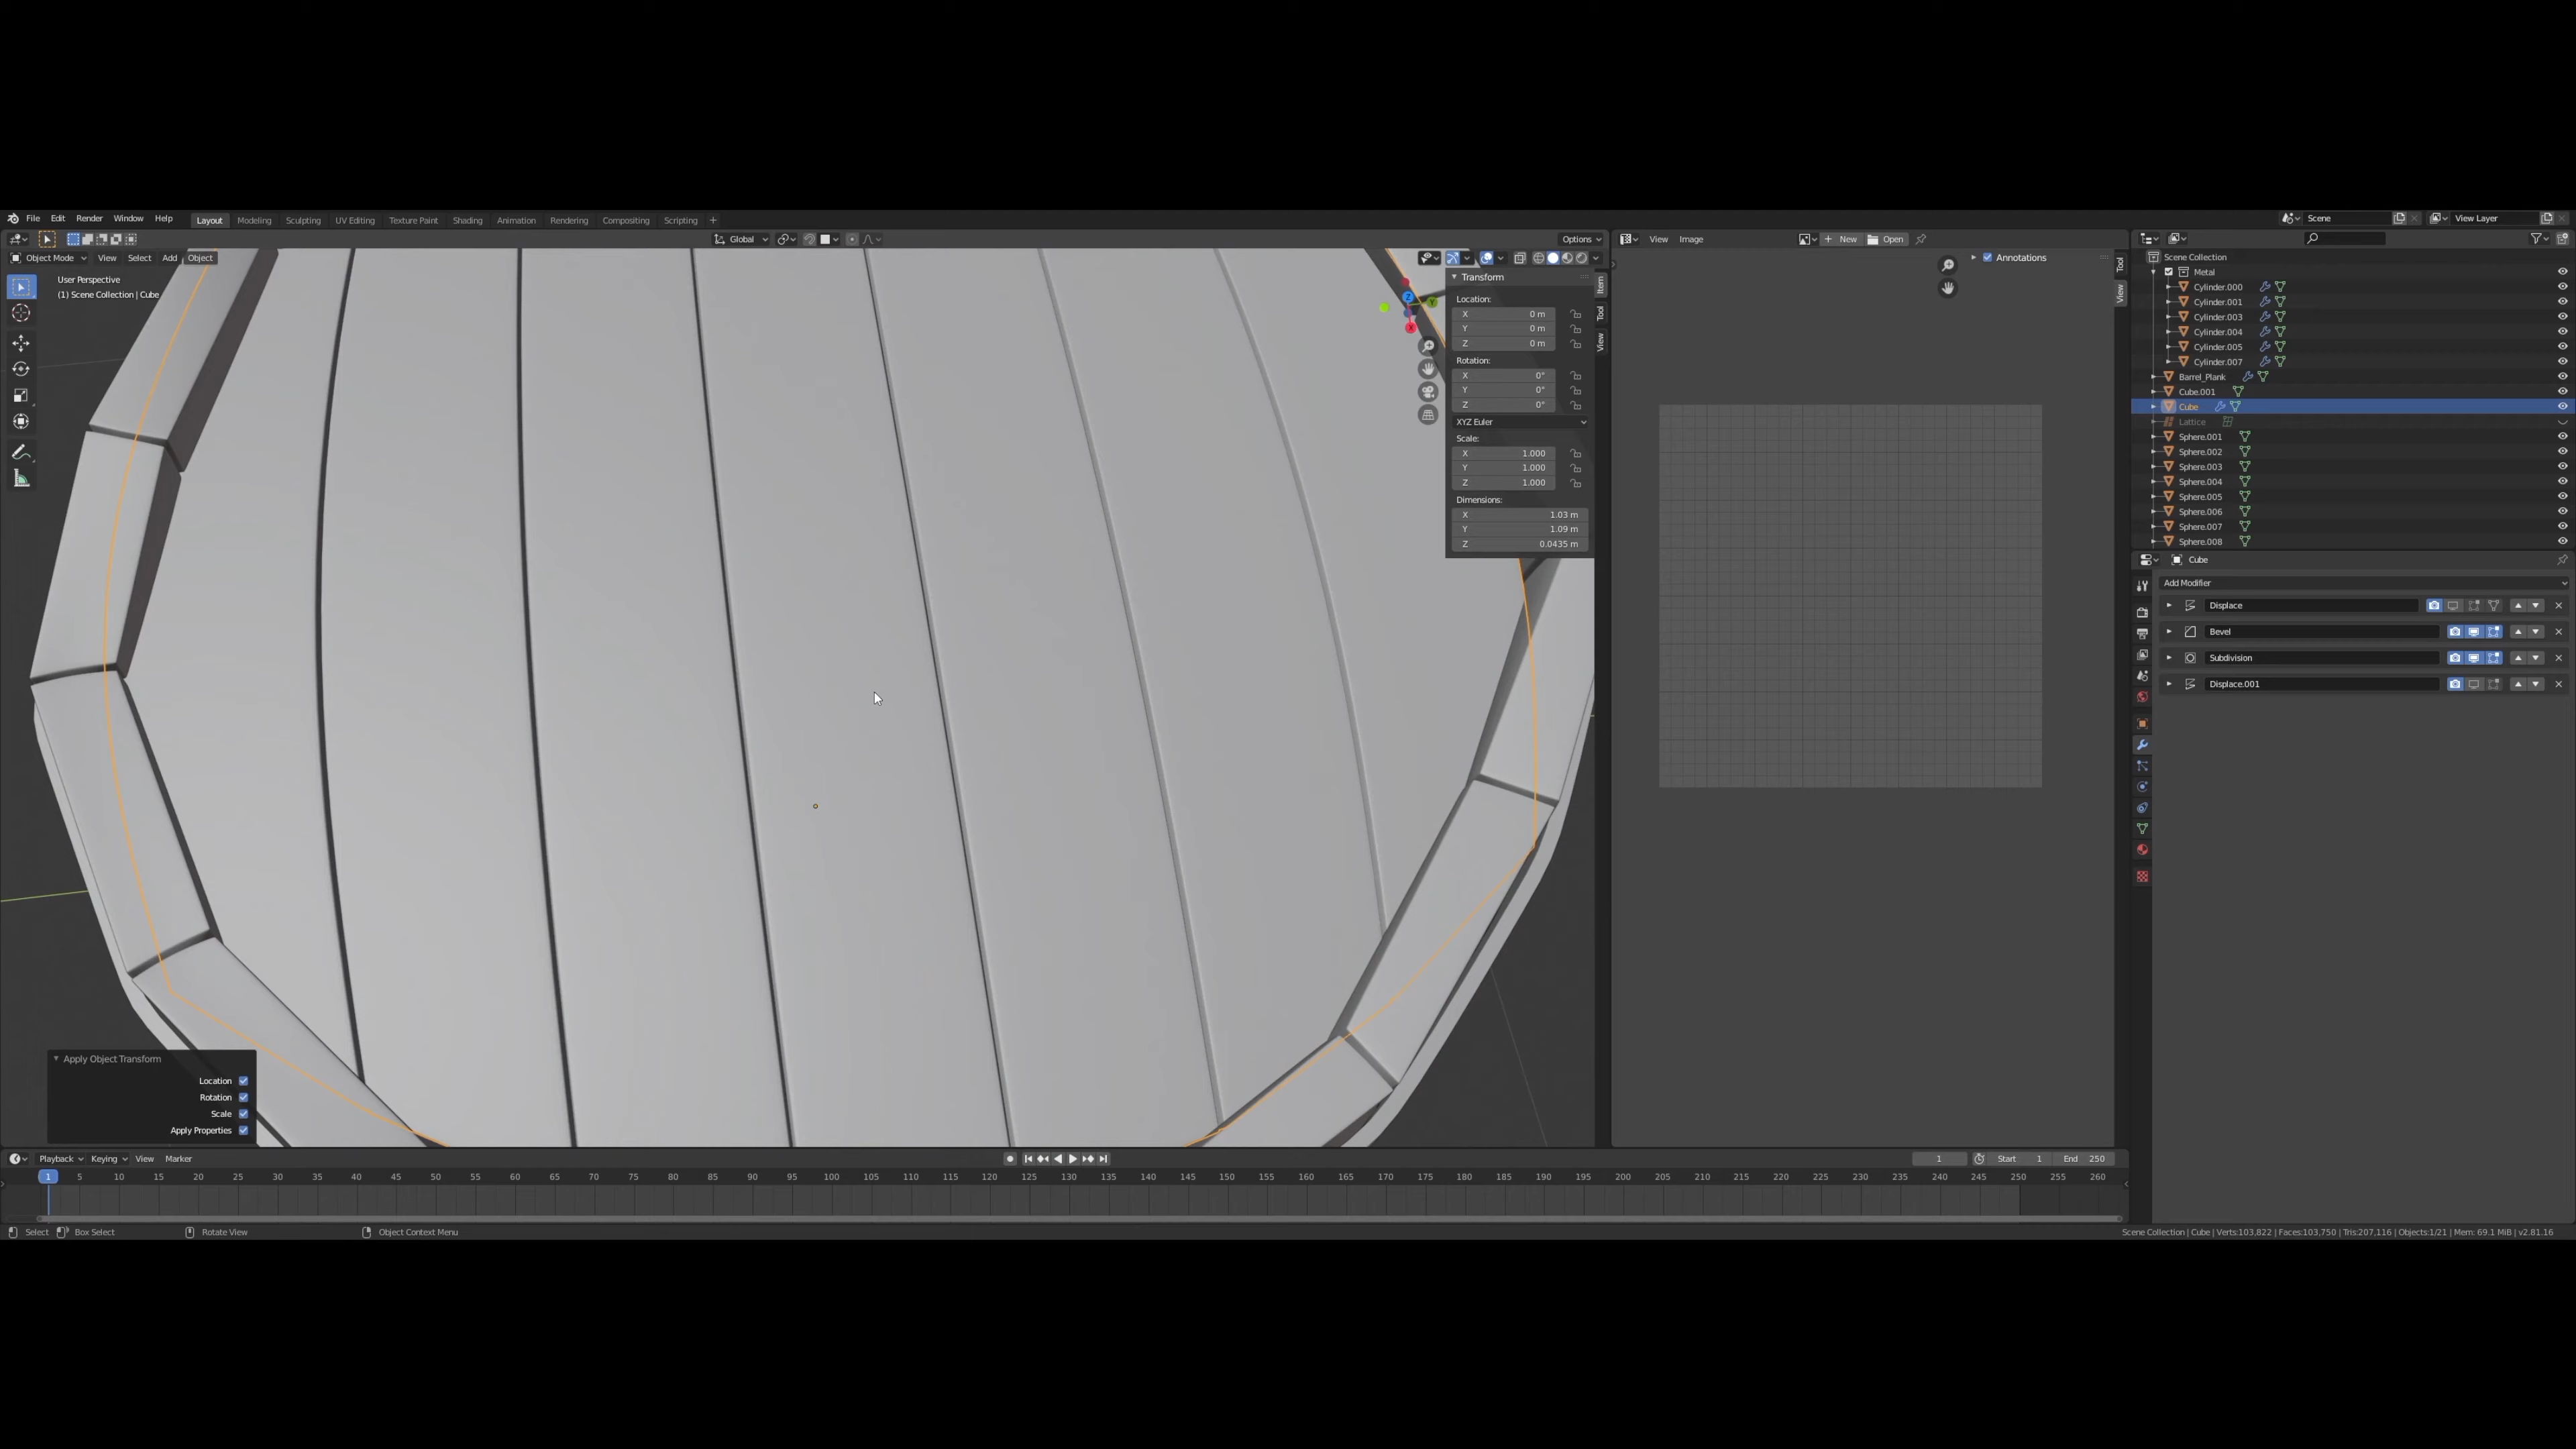 File Edit Render Window Help Layout Modeling Sculpting UV Editing Texture Paint Shading Animation Rendering Compositing Scripting + Scene View Layer
Global Options View Image New Open
Object Mode View Select Add Object
User Perspective
(1) Scene Collection | Cube
Transform
Location:
X 0 m
Y 0 m
Z 0 m
Rotation:
X 0°
Y 0°
Z 0°
XYZ Euler
Scale:
X 1.000
Y 1.000
Z 1.000
Dimensions:
X 1.03 m
Y 1.09 m
Z 0.0435 m
Item
Tool
View
Z
Y
X
Annotations
Tool
View
Scene Collection
Metal
Cylinder.000
Cylinder.001
Cylinder.003
Cylinder.004
Cylinder.005
Cylinder.007
Barrel_Plank
Cube.001
Cube
Lattice
Sphere.001
Sphere.002
Sphere.003
Sphere.004
Sphere.005
Sphere.006
Sphere.007
Sphere.008
Cube
Add Modifier
Displace
Bevel
Subdivision
Displace.001
Apply Object Transform
Location
Rotation
Scale
Apply Properties
Playback Keying View Marker 1 Start 1 End 250
1 5 10 15 20 25 30 35 40 45 50 55 60 65 70 75 80 85 90 95 100 105 110 115 120 125 130 135 140 145 150 155 160 165 170 175 180 185 190 195 200 205 210 215 220 225 230 235 240 245 250 255 260
Select Box Select Rotate View Object Context Menu Scene Collection | Cube | Verts:103,822 | Faces:103,750 | Tris:207,116 | Objects:1/21 | Mem: 69.1 MiB | v2.81.16